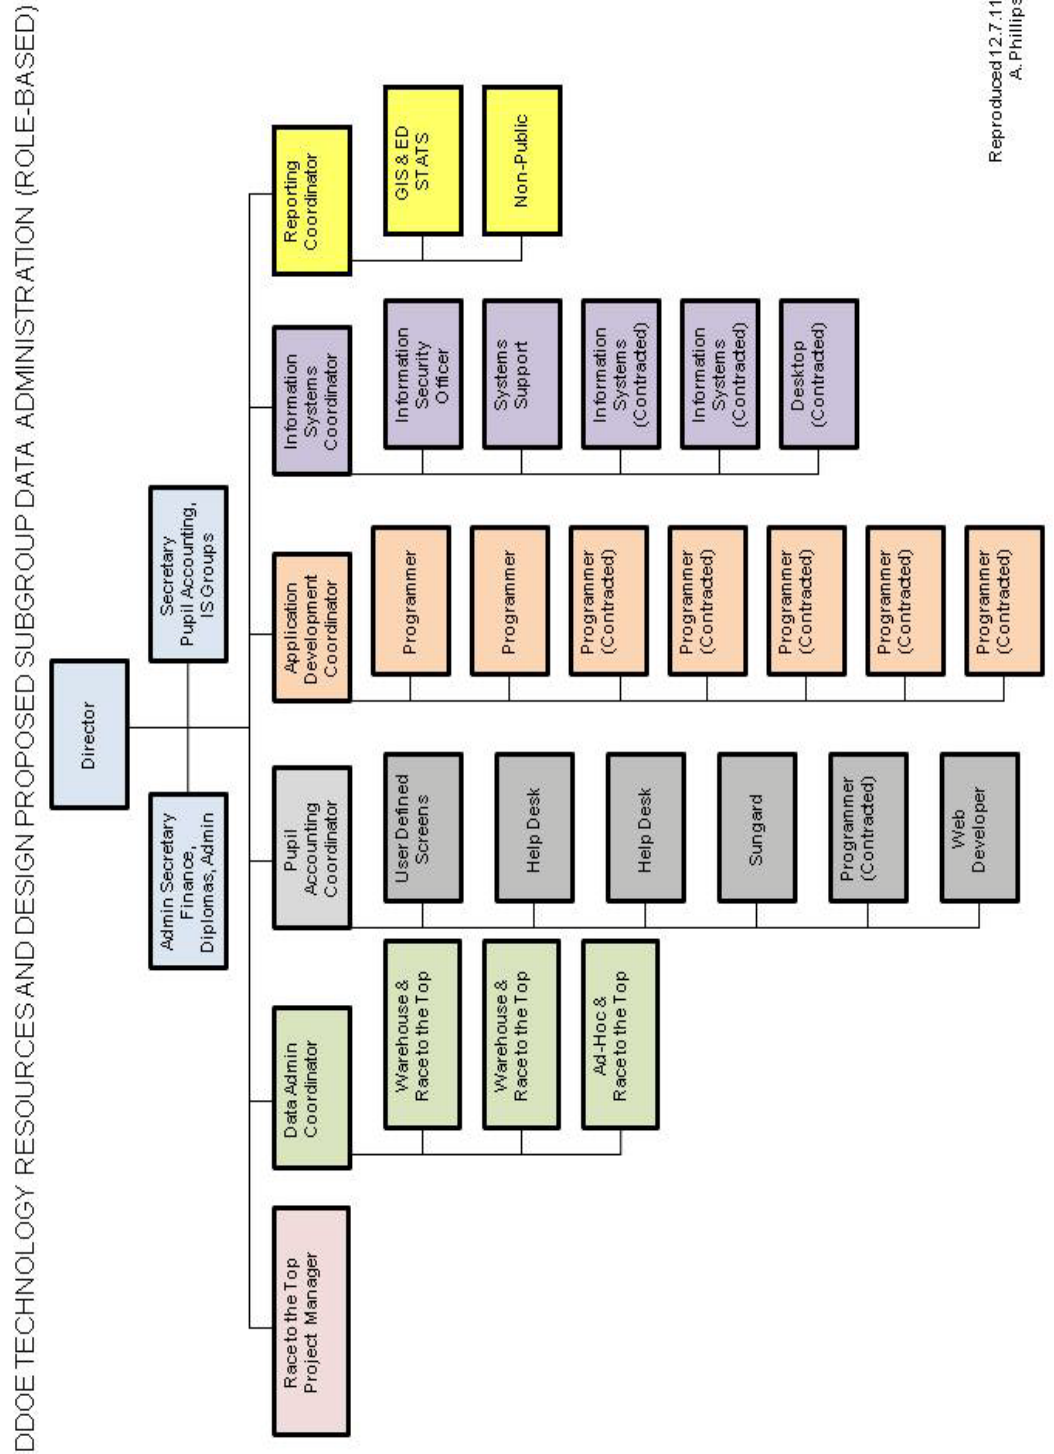 DDOE TECHNOLOGY RESOURCES AND DESIGN PROPOSED SUBGROUP DATA ADMINISTRATION (ROLE-BASED)
Director
Admin Secretary
Finance,
Diplomas, Admin
Secretary
Pupil Accounting,
IS Groups
Race to the Top
Project Manager
Data Admin
Coordinator
Warehouse &
Race to the Top
Warehouse &
Race to the Top
Ad-Hoc &
Race to the Top
Pupil
Accounting
Coordinator
User Defined
Screens
Help Desk
Help Desk
Sungard
Programmer
(Contracted)
Web
Developer
Application
Development
Coordinator
Programmer
Programmer
Programmer
(Contracted)
Programmer
(Contracted)
Programmer
(Contracted)
Programmer
(Contracted)
Programmer
(Contracted)
Information
Systems
Coordinator
Information
Security
Officer
Systems
Support
Information
Systems
(Contracted)
Information
Systems
(Contracted)
Desktop
(Contracted)
Reporting
Coordinator
GIS & ED
STATS
Non-Public
Reproduced 12.7.11
A. Phillips